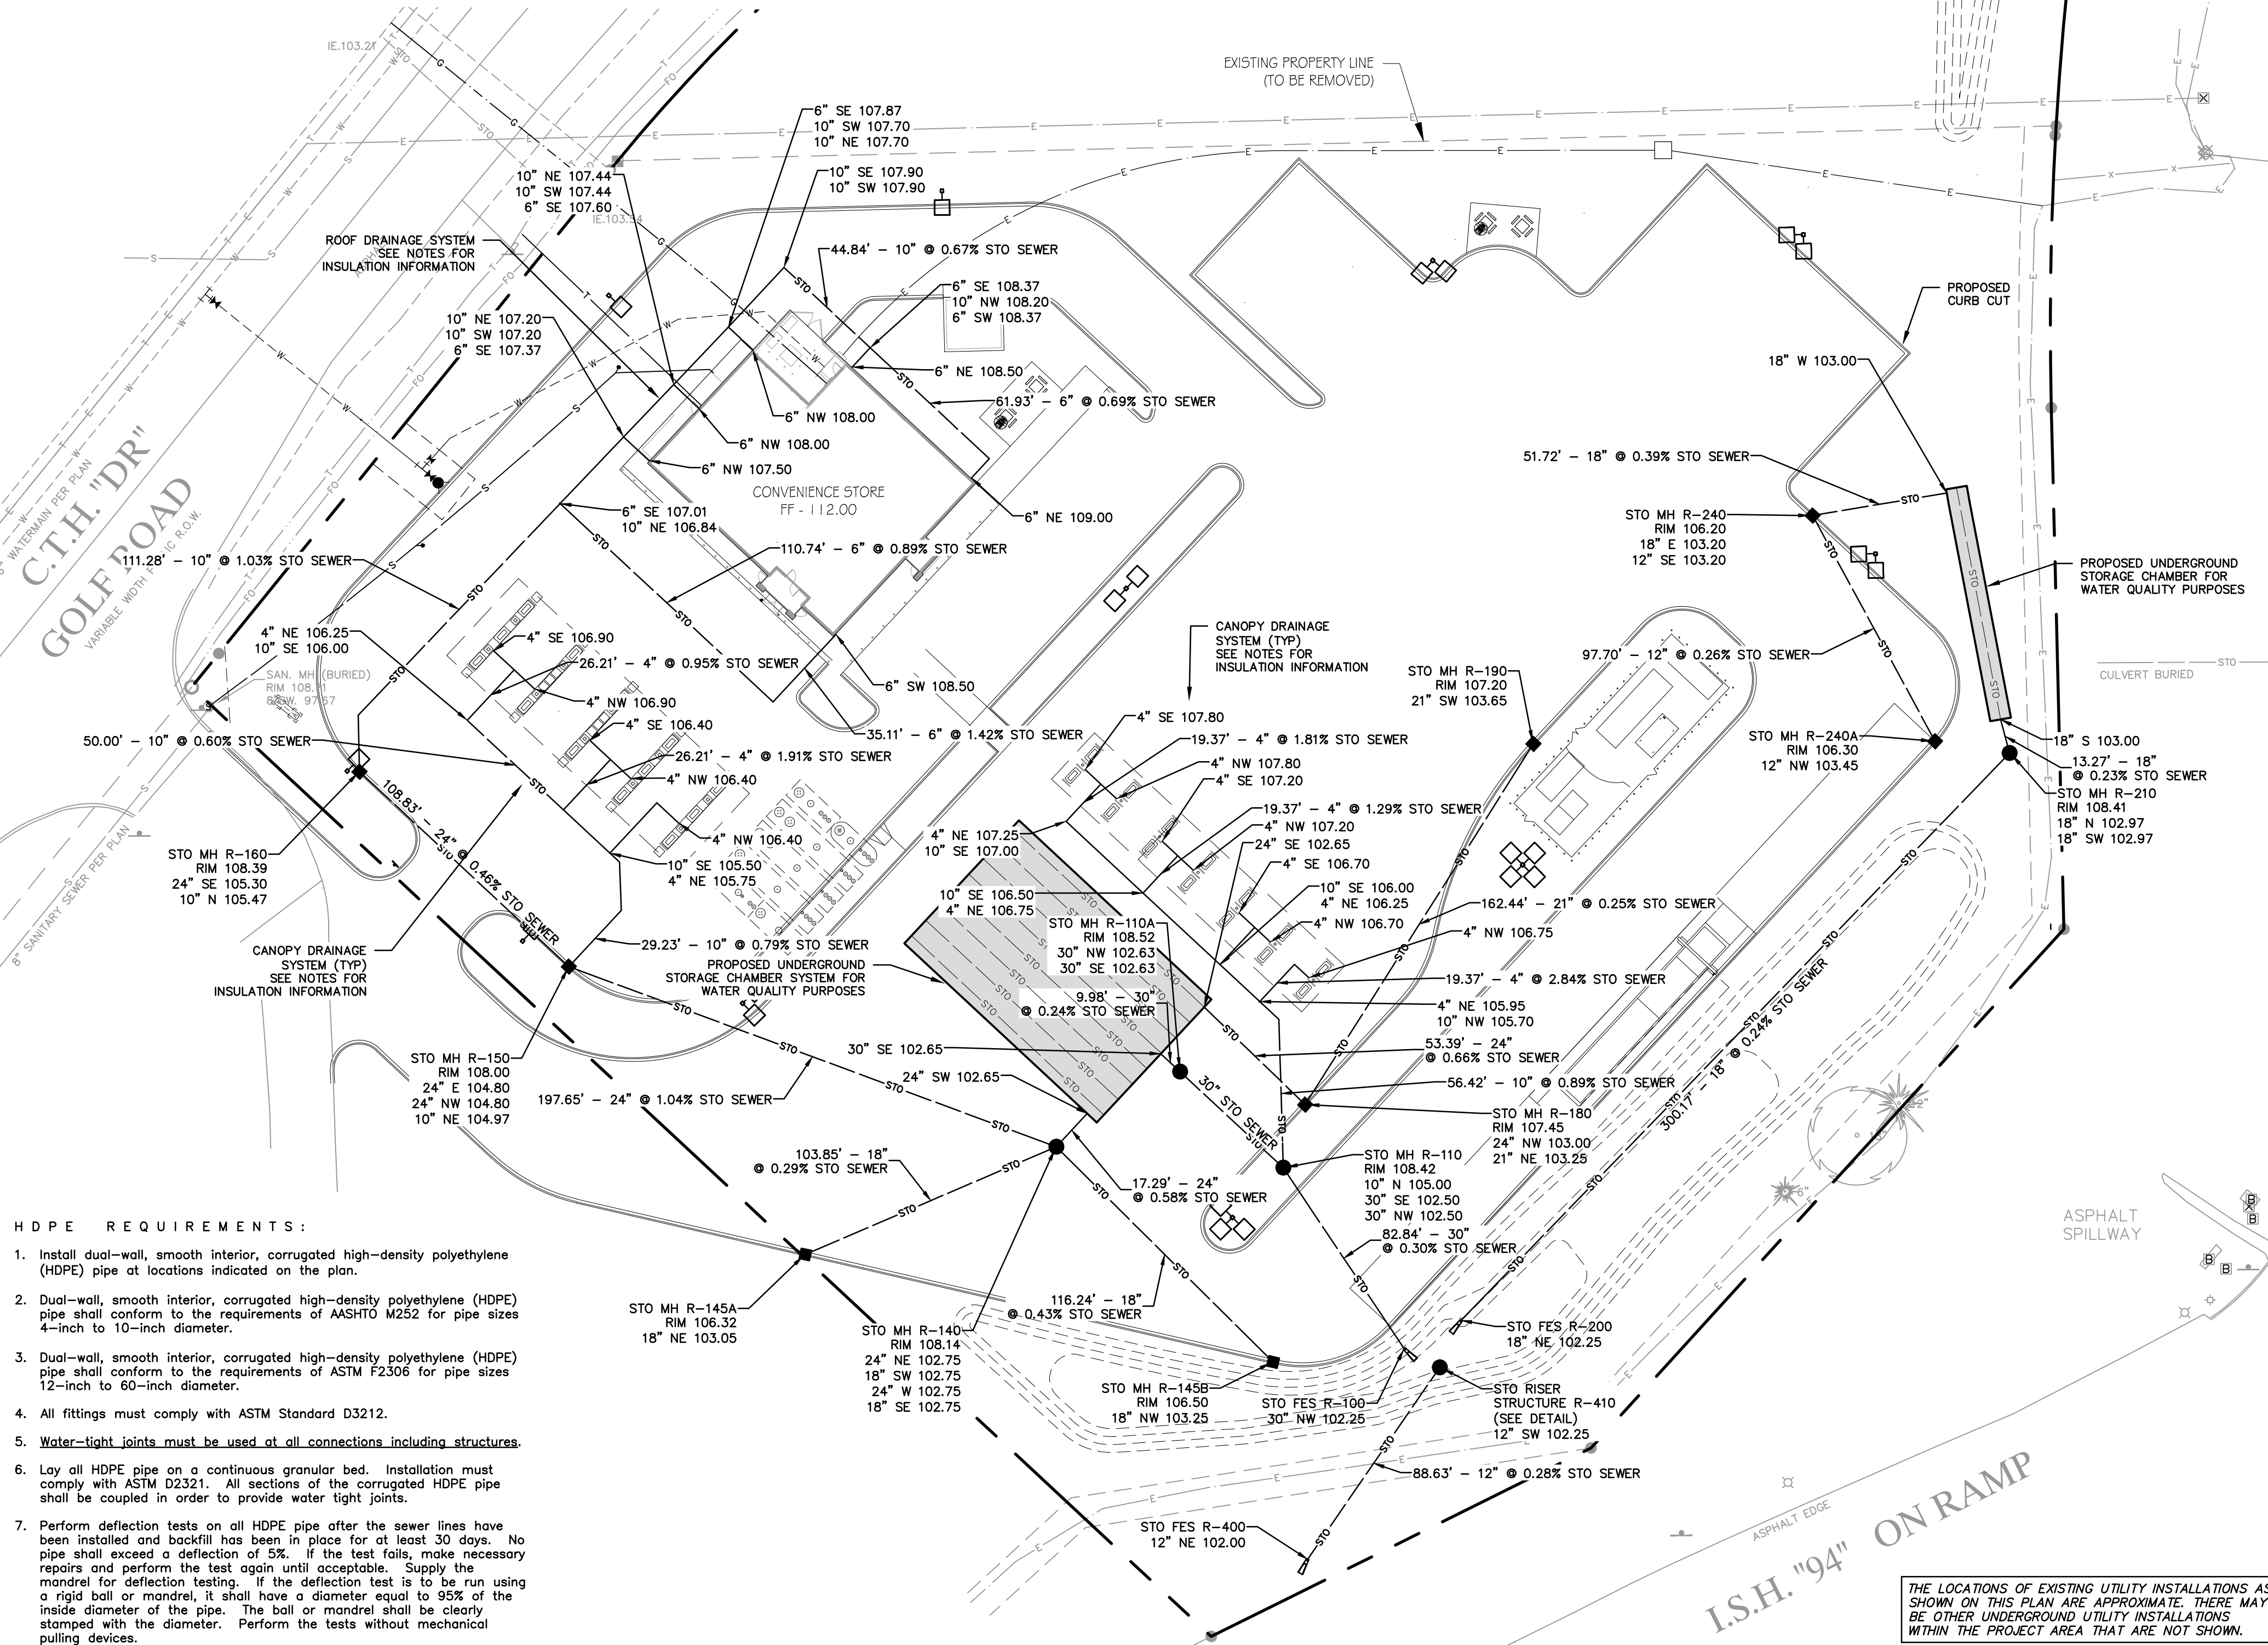 IE.103.21
EXISTING PROPERTY LINE
(TO BE REMOVED)
6" SE 107.87
10" SW 107.70
10" NE 107.70
10" NE 107.44
10" SW 107.44
6" SE 107.60
10" SE 107.90
10" SW 107.90
ROOF DRAINAGE SYSTEM
SEE NOTES FOR
INSULATION INFORMATION
44.84' – 10" @ 0.67% STO SEWER
6" SE 108.37
10" NW 108.20
6" SW 108.37
PROPOSED
CURB CUT
10" NE 107.20
10" SW 107.20
6" SE 107.37
18" W 103.00
6" NE 108.50
61.93' – 6" @ 0.69% STO SEWER
6" NW 108.00
6" NW 108.00
6" NW 107.50
51.72' – 18" @ 0.39% STO SEWER
CONVENIENCE STORE
FF - 112.00
6" NE 109.00
6" SE 107.01
10" NE 106.84
STO MH R-240
RIM 106.20
18" E 103.20
12" SE 103.20
6" WATERMAIN PER PLAN
C.T.H. "DR"
GOLF ROAD
110.74' – 6" @ 0.89% STO SEWER
111.28' – 10" @ 1.03% STO SEWER
PROPOSED UNDERGROUND
STORAGE CHAMBER FOR
WATER QUALITY PURPOSES
4" NE 106.25
10" SE 106.00
4" SE 106.90
26.21' – 4" @ 0.95% STO SEWER
CANOPY DRAINAGE
SYSTEM (TYP)
SEE NOTES FOR
INSULATION INFORMATION
97.70' – 12" @ 0.26% STO SEWER
SAN. MH (BURIED)
6" SW 108.50
STO MH R-190
RIM 107.20
21" SW 103.65
CULVERT BURIED
4" NW 106.90
4" SE 106.40
4" SE 107.80
35.11' – 6" @ 1.42% STO SEWER
19.37' – 4" @ 1.81% STO SEWER
50.00' – 10" @ 0.60% STO SEWER
26.21' – 4" @ 1.91% STO SEWER
4" NW 106.40
4" NW 107.80
4" SE 107.20
STO MH R-240A
RIM 106.30
12" NW 103.45
18" S 103.00
13.27' – 18"
@ 0.23% STO SEWER
STO MH R-210
RIM 108.41
18" N 102.97
18" SW 102.97
19.37' – 4" @ 1.29% STO SEWER
4" NW 107.20
24" SE 102.65
4" NE 107.25
10" SE 107.00
4" NW 106.40
STO MH R-160
RIM 108.39
24" SE 105.30
10" N 105.47
108.83' – 24" @ 0.46% STO SEWER
10" SE 105.50
4" NE 105.75
4" SE 106.70
10" SE 106.50
4" NE 106.75
10" SE 106.00
4" NE 106.25
8" SANITARY SEWER PER PLAN
STO MH R-110A
RIM 108.52
30" NW 102.63
30" SE 102.63
4" NW 106.70
162.44' – 21" @ 0.25% STO SEWER
4" NW 106.75
29.23' – 10" @ 0.79% STO SEWER
CANOPY DRAINAGE
SYSTEM (TYP)
SEE NOTES FOR
INSULATION INFORMATION
PROPOSED UNDERGROUND
STORAGE CHAMBER SYSTEM FOR
WATER QUALITY PURPOSES
19.37' – 4" @ 2.84% STO SEWER
9.98' – 30"
@ 0.24% STO SEWER
4" NE 105.95
10" NW 105.70
30" SE 102.65
53.39' – 24"
@ 0.66% STO SEWER
300.17' – 18" @ 0.24% STO SEWER
STO MH R-150
RIM 108.00
24" E 104.80
24" NW 104.80
10" NE 104.97
24" SW 102.65
56.42' – 10" @ 0.89% STO SEWER
197.65' – 24" @ 1.04% STO SEWER
30" STO SEWER
STO MH R-180
RIM 107.45
24" NW 103.00
21" NE 103.25
103.85' – 18"
@ 0.29% STO SEWER
STO MH R-110
RIM 108.42
10" N 105.00
30" SE 102.50
30" NW 102.50
17.29' – 24"
@ 0.58% STO SEWER
82.84' – 30"
@ 0.30% STO SEWER
ASPHALT
SPILLWAY
116.24' – 18"
@ 0.43% STO SEWER
STO MH R-145A
RIM 106.32
18" NE 103.05
STO MH R-140
RIM 108.14
24" NE 102.75
18" SW 102.75
24" W 102.75
18" SE 102.75
STO FES R-200
18" NE 102.25
STO MH R-145B
RIM 106.50
18" NW 103.25
STO FES R-100
30" NW 102.25
STO RISER
STRUCTURE R-410
(SEE DETAIL)
12" SW 102.25
88.63' – 12" @ 0.28% STO SEWER
STO FES R-400
12" NE 102.00
ASPHALT EDGE
I.S.H. "94" ON RAMP
HDPE REQUIREMENTS:
1. Install dual–wall, smooth interior, corrugated high–density polyethylene
(HDPE) pipe at locations indicated on the plan.
2. Dual–wall, smooth interior, corrugated high–density polyethylene (HDPE)
pipe shall conform to the requirements of AASHTO M252 for pipe sizes
4–inch to 10–inch diameter.
3. Dual–wall, smooth interior, corrugated high–density polyethylene (HDPE)
pipe shall conform to the requirements of ASTM F2306 for pipe sizes
12–inch to 60–inch diameter.
4. All fittings must comply with ASTM Standard D3212.
5. Water–tight joints must be used at all connections including structures.
6. Lay all HDPE pipe on a continuous granular bed. Installation must
comply with ASTM D2321. All sections of the corrugated HDPE pipe
shall be coupled in order to provide water tight joints.
7. Perform deflection tests on all HDPE pipe after the sewer lines have
been installed and backfill has been in place for at least 30 days. No
pipe shall exceed a deflection of 5%. If the test fails, make necessary
repairs and perform the test again until acceptable. Supply the
mandrel for deflection testing. If the deflection test is to be run using
a rigid ball or mandrel, it shall have a diameter equal to 95% of the
inside diameter of the pipe. The ball or mandrel shall be clearly
stamped with the diameter. Perform the tests without mechanical
pulling devices.
THE LOCATIONS OF EXISTING UTILITY INSTALLATIONS AS
SHOWN ON THIS PLAN ARE APPROXIMATE. THERE MAY
BE OTHER UNDERGROUND UTILITY INSTALLATIONS
WITHIN THE PROJECT AREA THAT ARE NOT SHOWN.